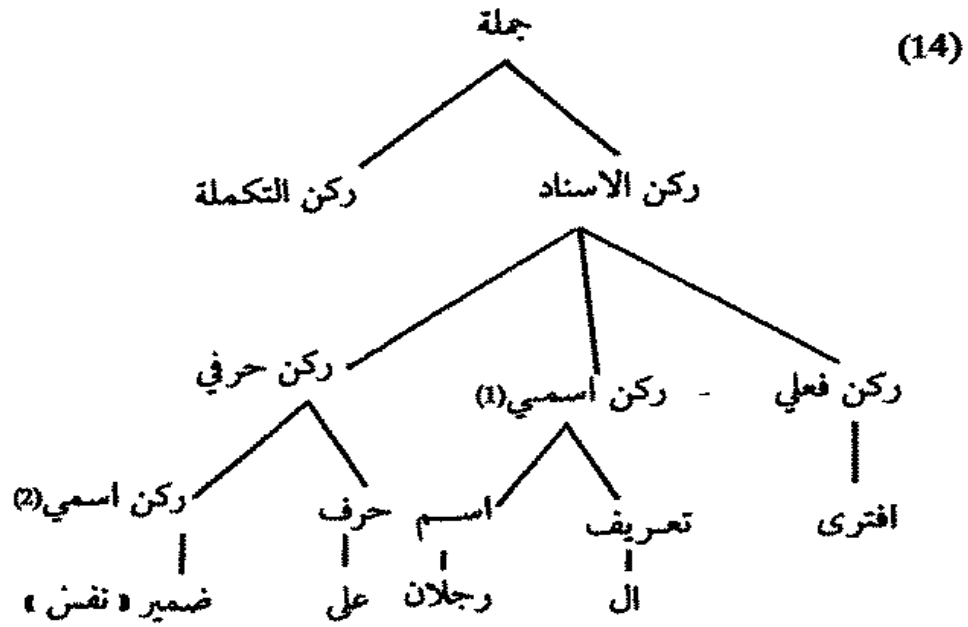 (14)
جملة
ركن الاسناد ركن التكملة
ركن فعلي - ركن اسمي(1) ركن حرفي
افترى تعريف اسم حرف ركن اسمي(2)
ال رجلان على ضمير « نفس »